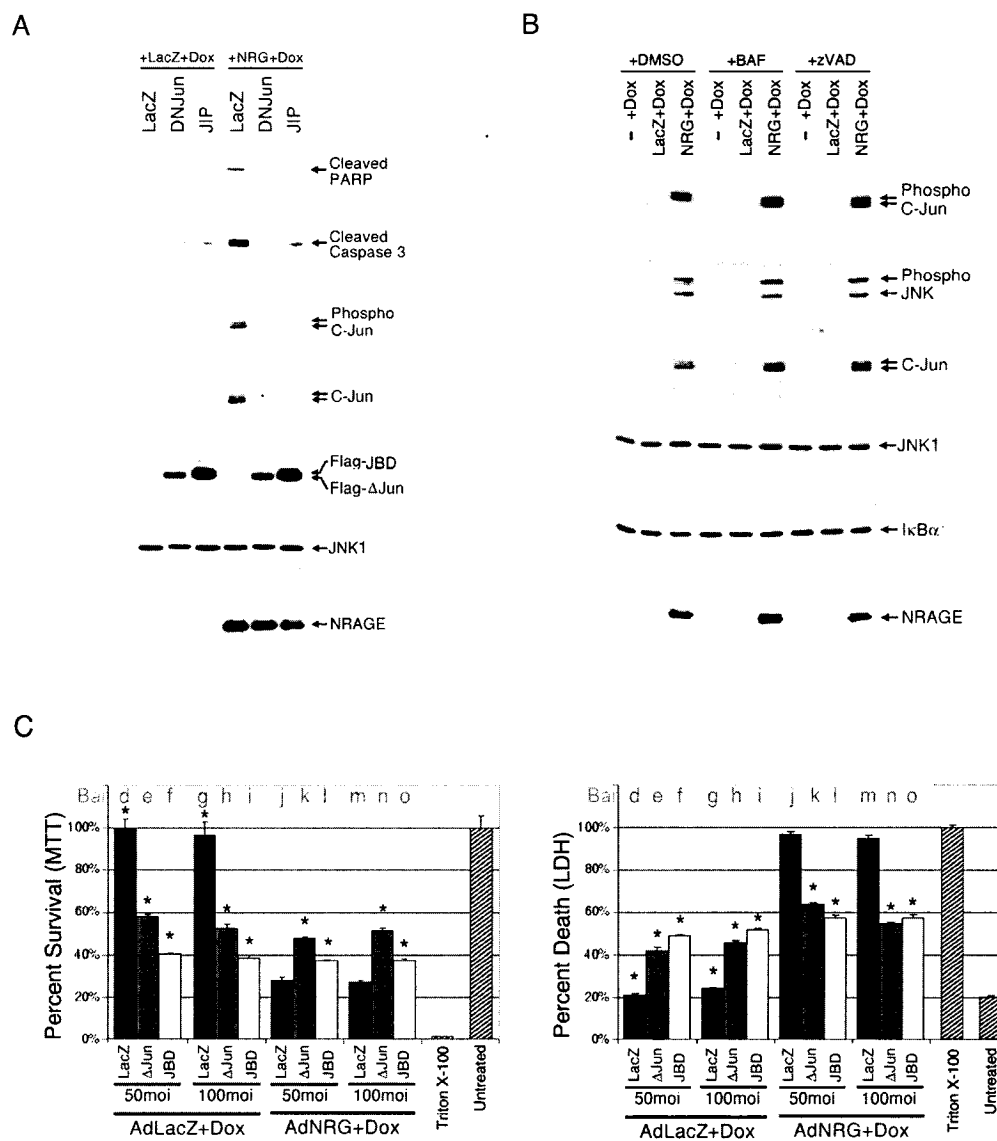 A
+LacZ+Dox +NRG+Dox
LacZ DNJun JIP LacZ DNJun JIP
Cleaved
PARP
Cleaved
Caspase 3
Phospho
C-Jun
C-Jun
Flag-JBD
Flag-ΔJun
JNK1
NRAGE
B
+DMSO +BAF +zVAD
- +Dox LacZ+Dox NRG+Dox - +Dox LacZ+Dox NRG+Dox - +Dox LacZ+Dox NRG+Dox
Phospho
C-Jun
Phospho
JNK
C-Jun
JNK1
IκBα
NRAGE
C
Percent Survival (MTT)
Bar d e f g h i j k l m n o
* * * * * * * * * *
100%
80%
60%
40%
20%
0%
LacZ ΔJun JBD LacZ ΔJun JBD LacZ ΔJun JBD LacZ ΔJun JBD Triton X-100 Untreated
50moi 100moi 50moi 100moi
AdLacZ+Dox AdNRG+Dox
Percent Death (LDH)
Bar d e f g h i j k l m n o
* * * * * * * * * *
100%
80%
60%
40%
20%
0%
LacZ ΔJun JBD LacZ ΔJun JBD LacZ ΔJun JBD LacZ ΔJun JBD Triton X-100 Untreated
50moi 100moi 50moi 100moi
AdLacZ+Dox AdNRG+Dox